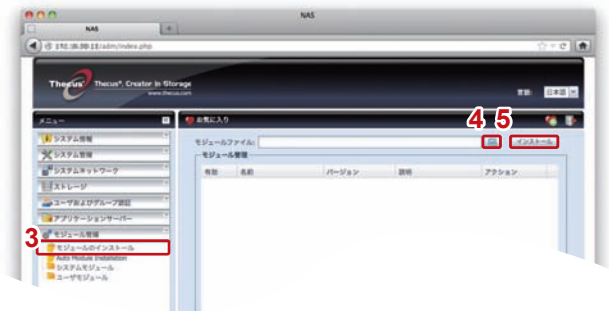 NAS
NAS
172.16.30.11/adm/index.php
Thecus Thecus®, Creator in Storage
www.thecus.com
言語: 日本語
メニュー
お気に入り
4 5
モジュールファイル: インストール
モジュール管理
有効 名前 バージョン 説明 アクション
システム情報
システム管理
システムネットワーク
ストレージ
ユーザおよびグループ認証
アプリケーションサーバー
モジュール管理
3
モジュールのインストール
Auto Module Installation
システムモジュール
ユーザモジュール